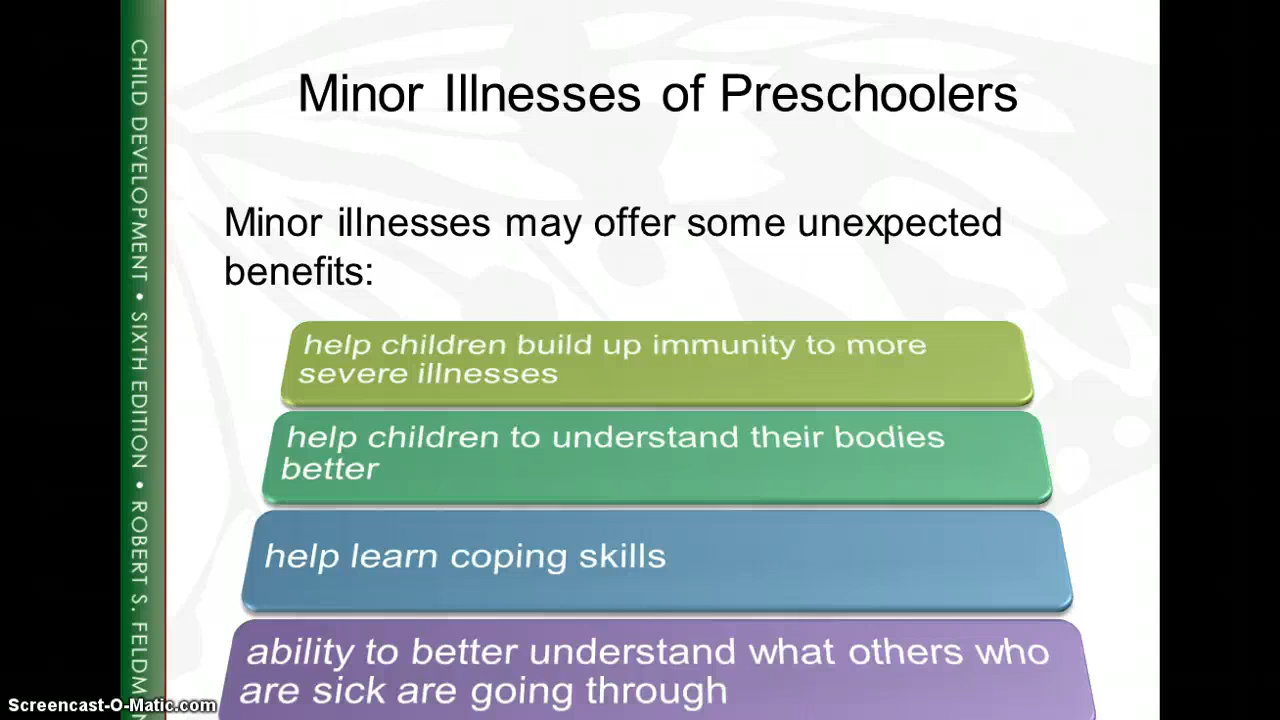 CHILD DEVELOPMENT • SIXTH EDITION • ROBERT S. FELDM
Minor Illnesses of Preschoolers
Minor illnesses may offer some unexpected
benefits:
help children build up immunity to more
severe illnesses
help children to understand their bodies
better
help learn coping skills
ability to better understand what others who
are sick are going through
Screencast-O-Matic.com